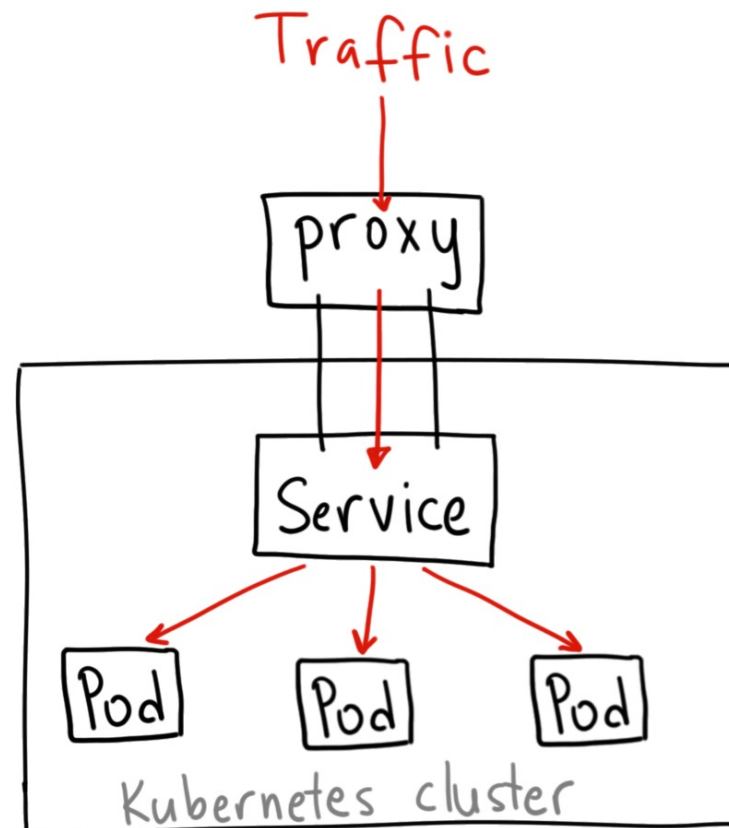 Traffic
proxy
Service
Pod
Pod
Pod
Kubernetes cluster